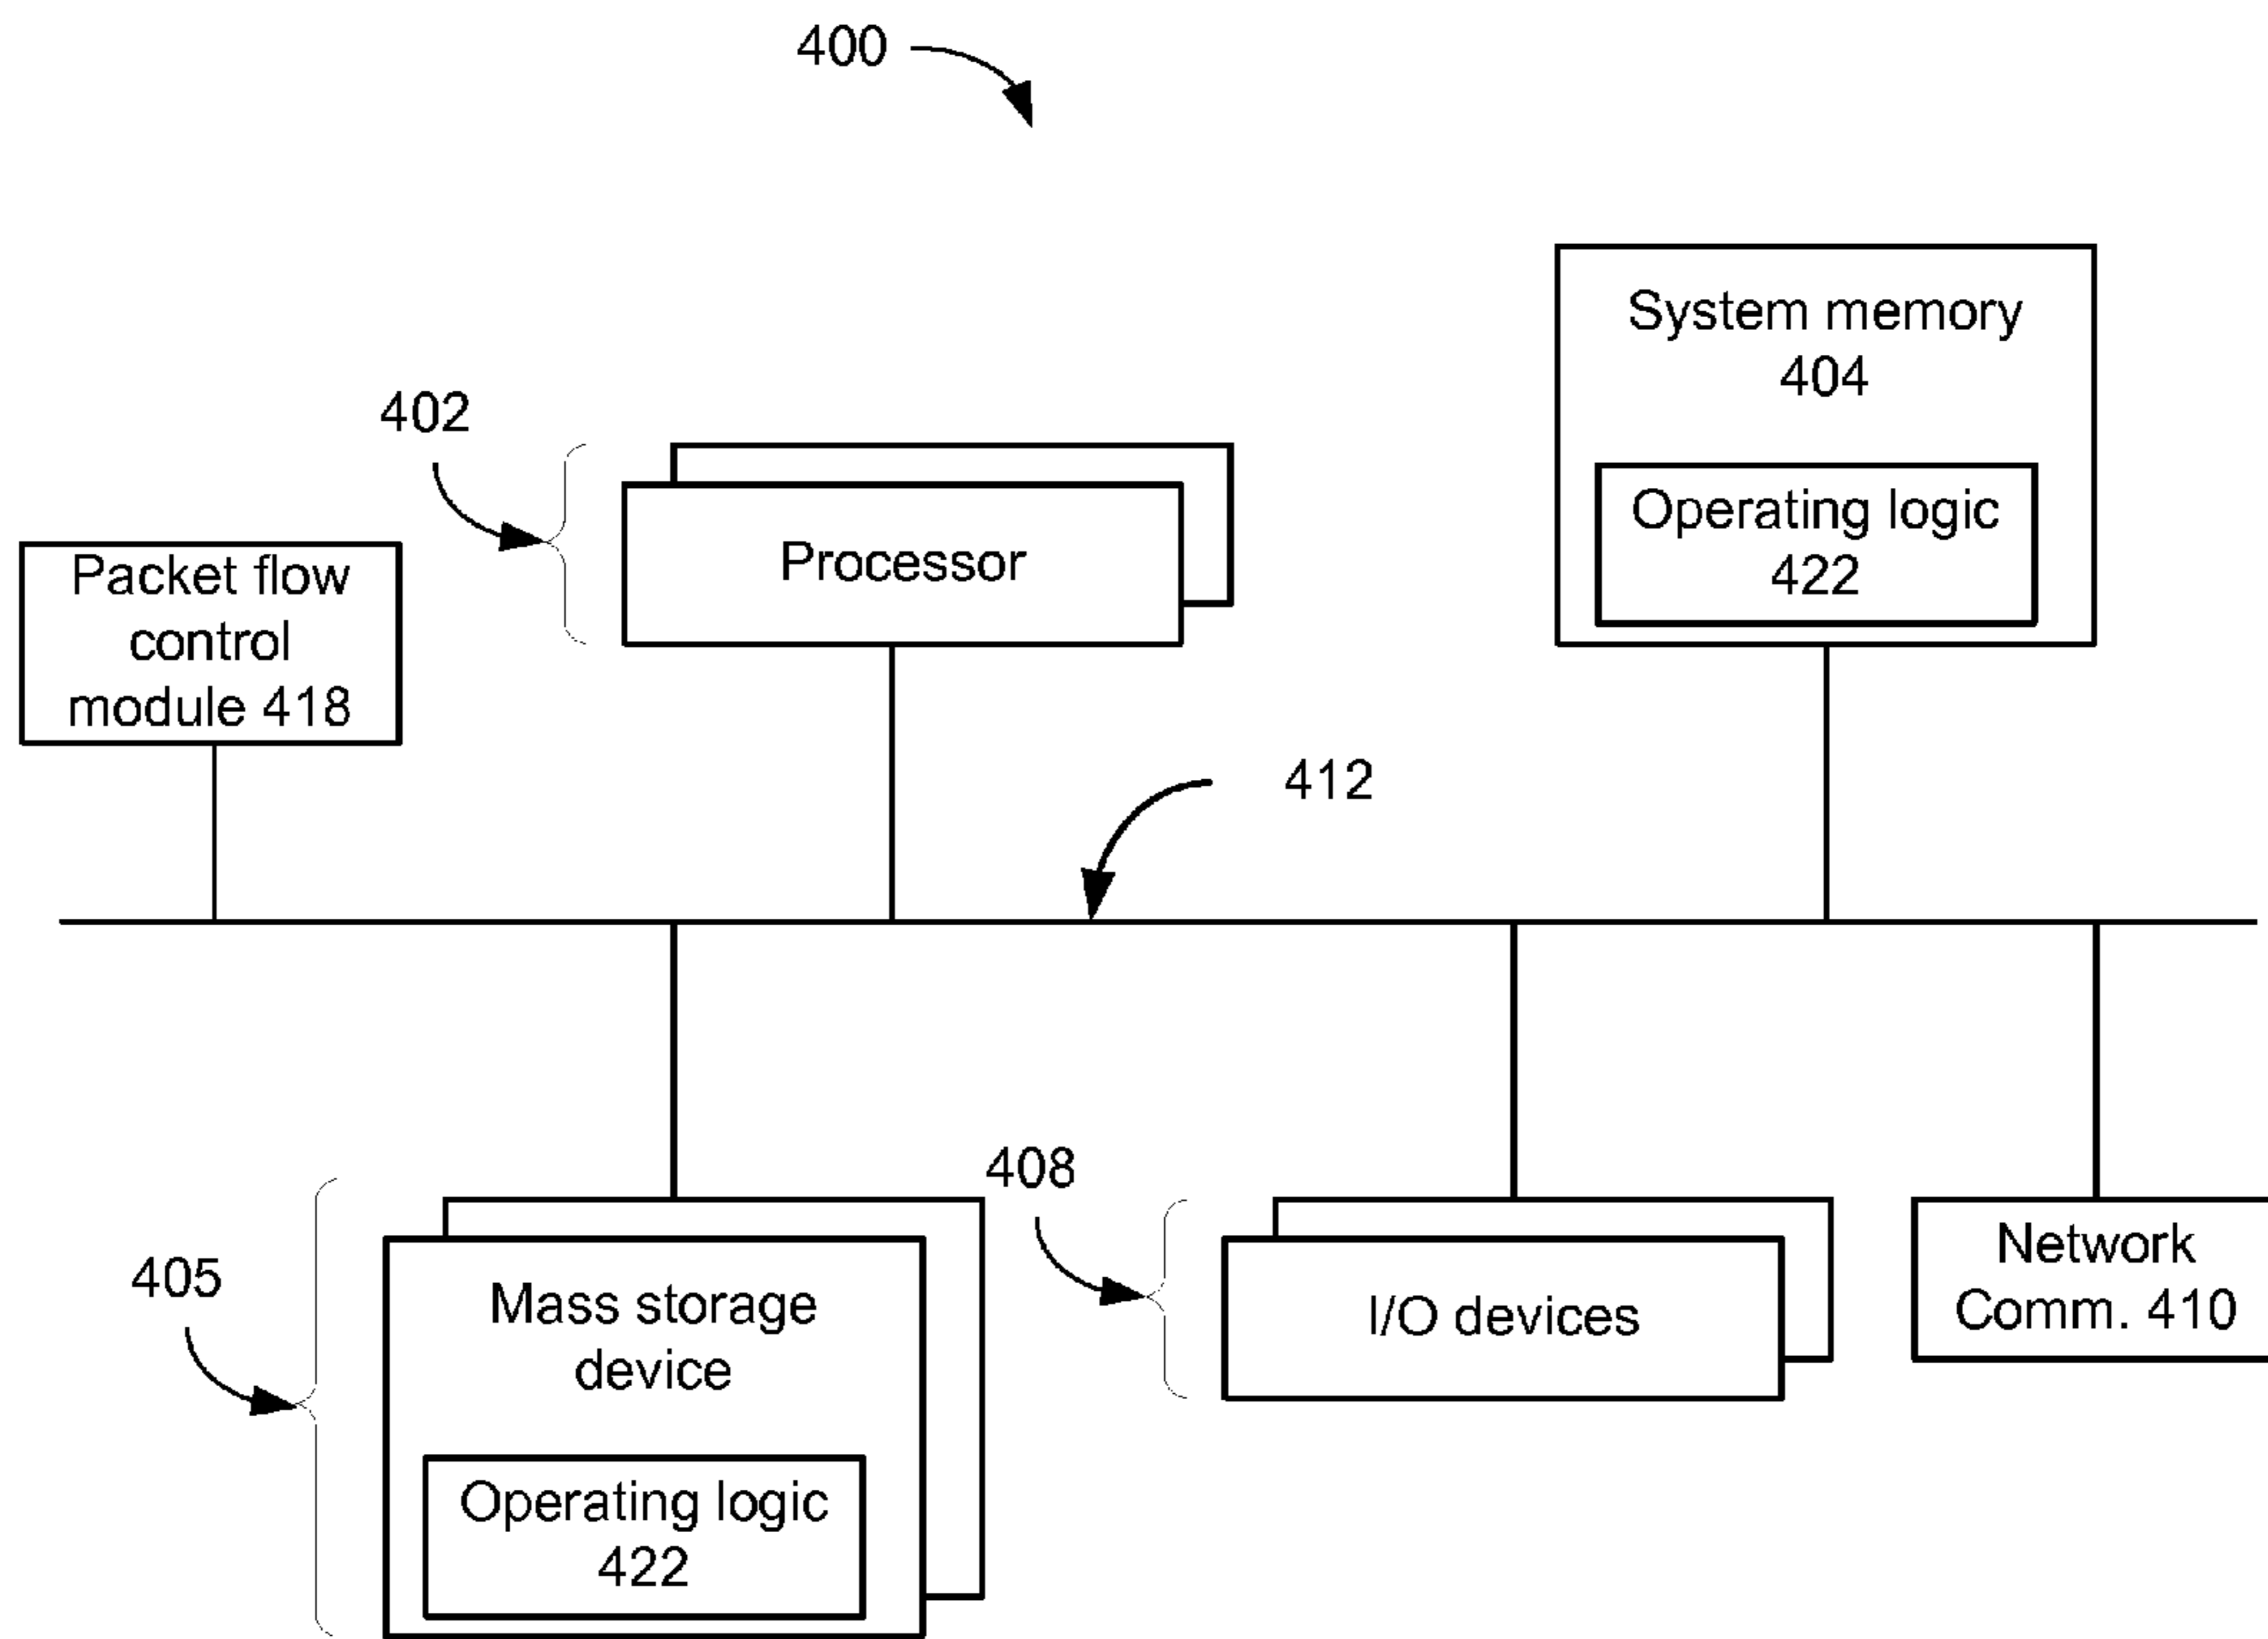 400
System memory
404
Operating logic
422
402
Processor
Packet flow
control
module 418
412
405
Mass storage
device
Operating logic
422
408
I/O devices
Network
Comm. 410